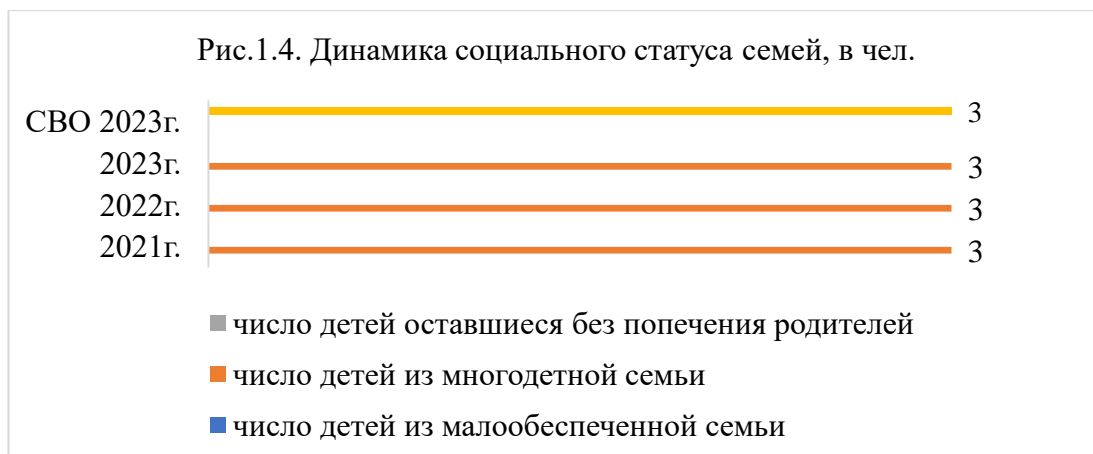 Рис.1.4. Динамика социального статуса семей, в чел.
СВО 2023г. 3
2023г. 3
2022г. 3
2021г. 3
число детей оставшиеся без попечения родителей
число детей из многодетной семьи
число детей из малообеспеченной семьи